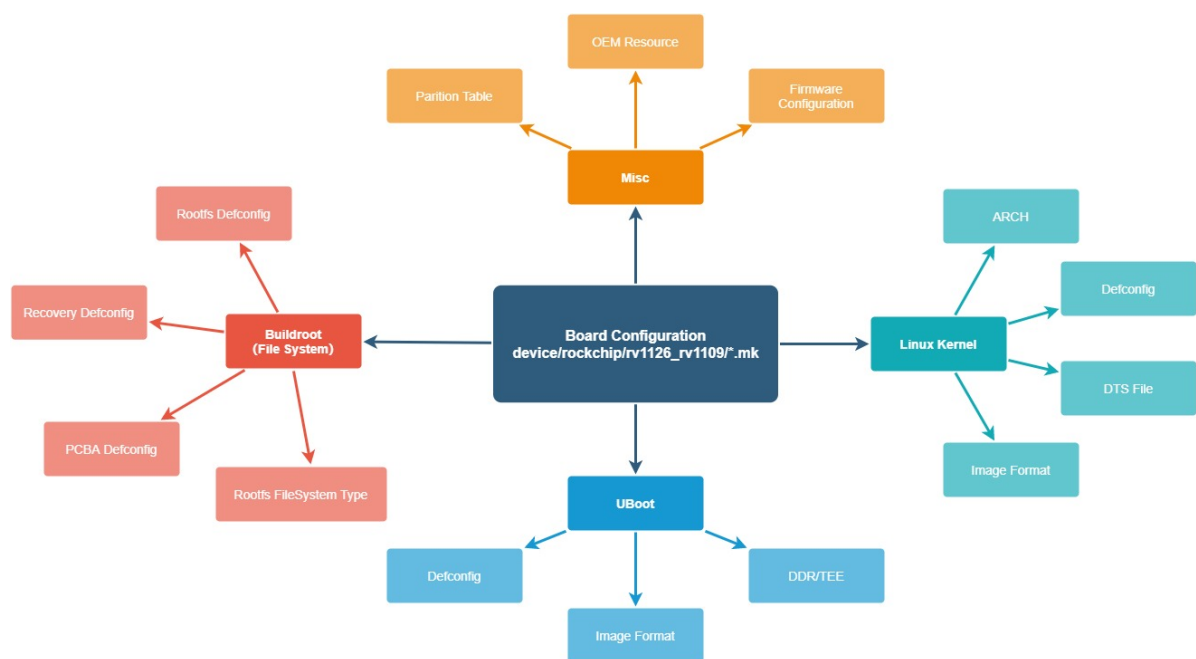 OEM Resource
Parition Table
Firmware
Configuration
Misc
Rootfs Defconfig
ARCH
Recovery Defconfig
Defconfig
Buildroot
(File System)
Board Configuration
device/rockchip/rv1126_rv1109/*.mk
Linux Kernel
DTS File
PCBA Defconfig
Rootfs FileSystem Type
Image Format
UBoot
Defconfig
DDR/TEE
Image Format